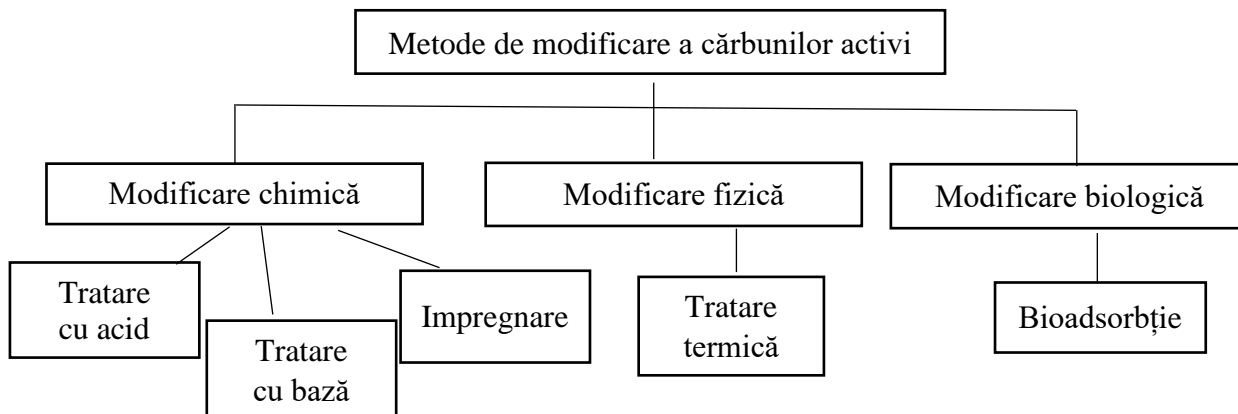 Metode de modificare a cărbunilor activi
Modificare chimică
Modificare fizică
Modificare biologică
Tratare
cu acid
Tratare
cu bază
Impregnare
Tratare
termică
Bioadsorbție